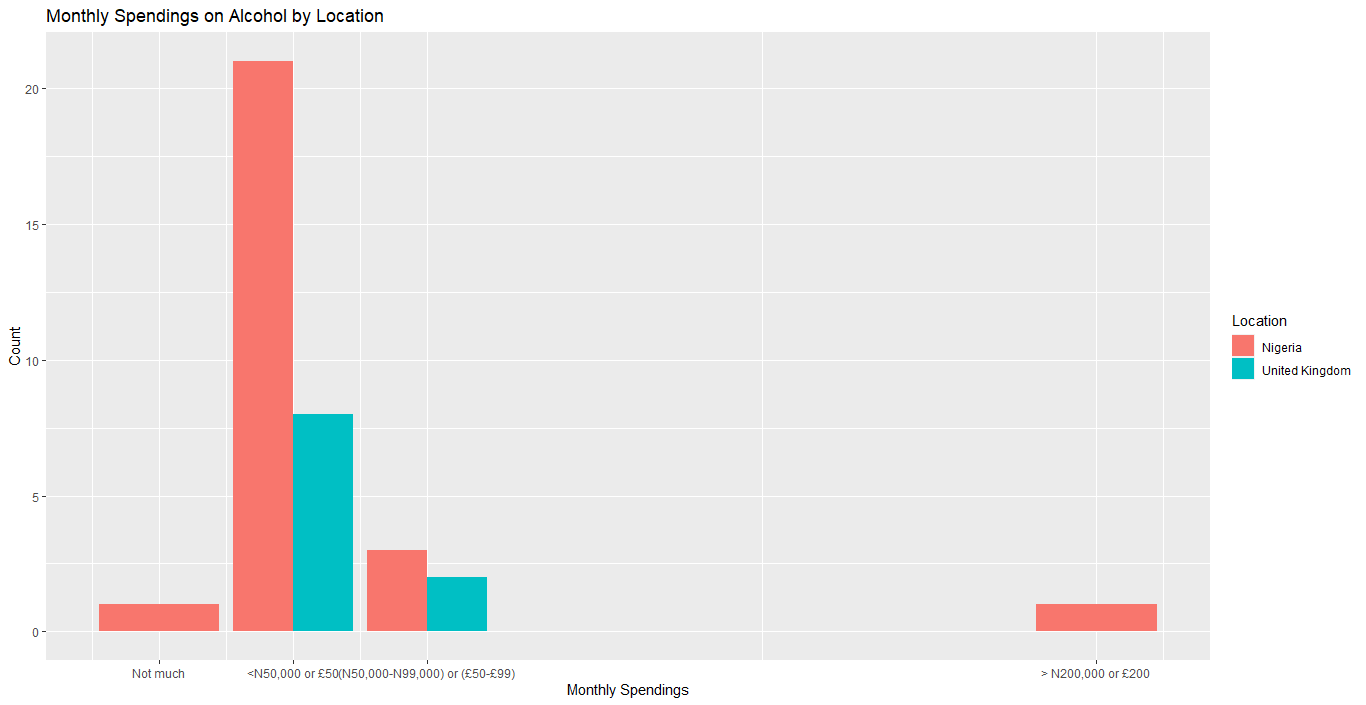 Monthly Spendings on Alcohol by Location
20
15
10
5
0
Count
Not much
<N50,000 or £50
(N50,000-N99,000) or (£50-£99)
> N200,000 or £200
Monthly Spendings
Location
Nigeria
United Kingdom